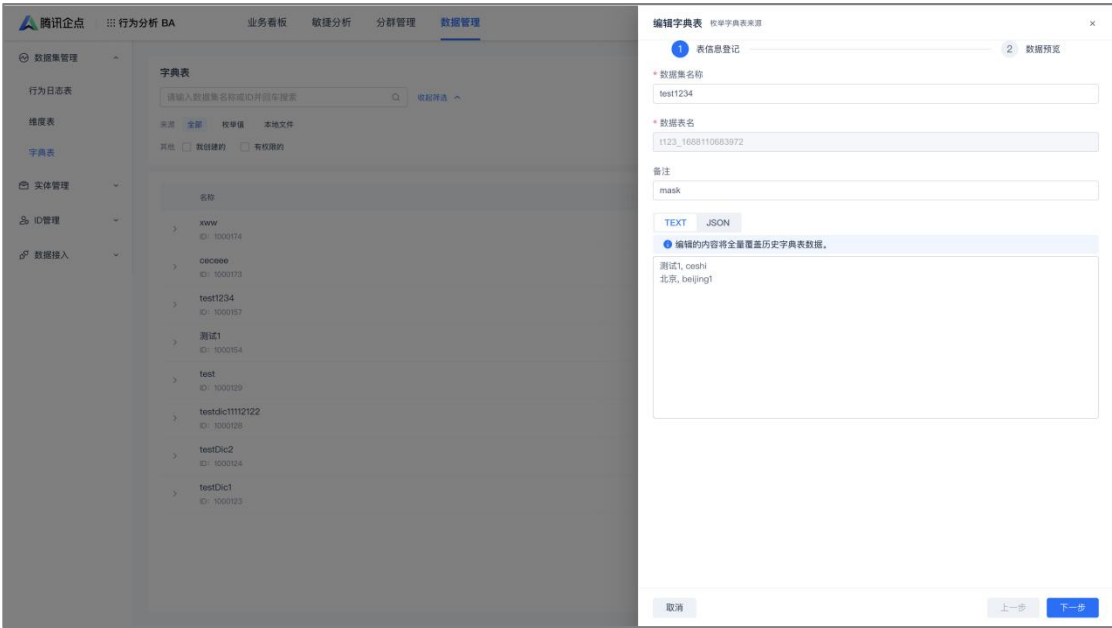 腾讯企点 行为分析 BA 业务看板 敏捷分析 分群管理 数据管理
数据集管理
行为日志表
维度表
字典表
实体管理
ID管理
数据接入
字典表
请输入数据集名称或ID并回车搜索 收起筛选
来源 全部 枚举值 本地文件
其他 我创建的 有权限的
名称
xww
ID: 1000174
ceceee
ID: 1000173
test1234
ID: 1000157
测试1
ID: 1000154
test
ID: 1000129
testdic11112122
ID: 1000128
testDic2
ID: 1000124
testDic1
ID: 1000123
编辑字典表 枚举字典表来源
1 表信息登记 2 数据预览
* 数据集名称
test1234
* 数据表名
t123_1688110683972
备注
mask
TEXT JSON
编辑的内容将全量覆盖历史字典表数据。
测试1, ceshi
北京, beijing1
取消 上一步 下一步